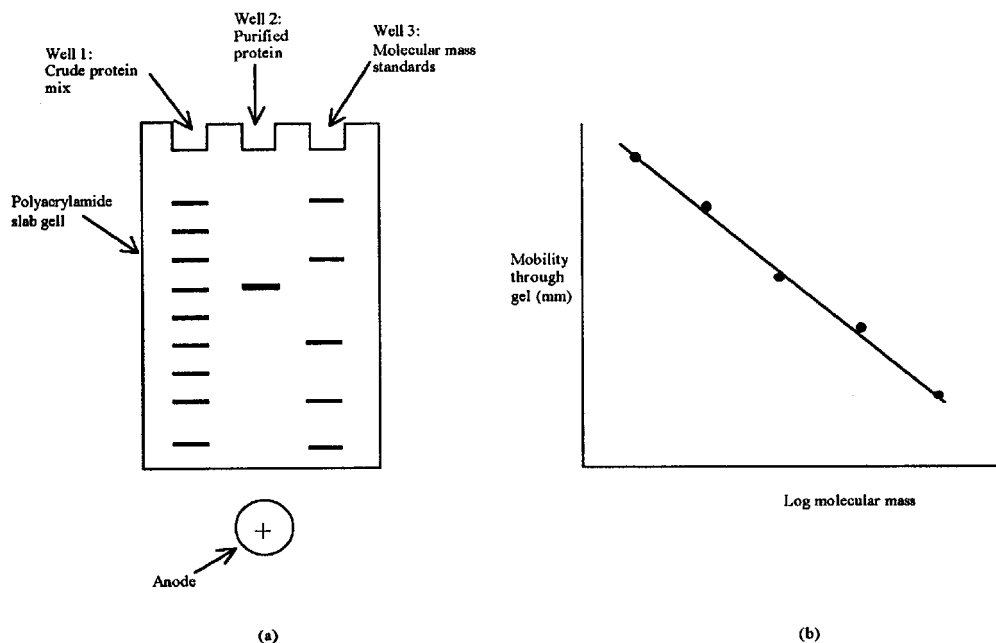 Well 1:
Crude protein
mix
Well 2:
Purified
protein
Well 3:
Molecular mass
standards
Polyacrylamide
slab gell
+
Anode
(a)
Mobility
through
gel (mm)
Log molecular mass
(b)